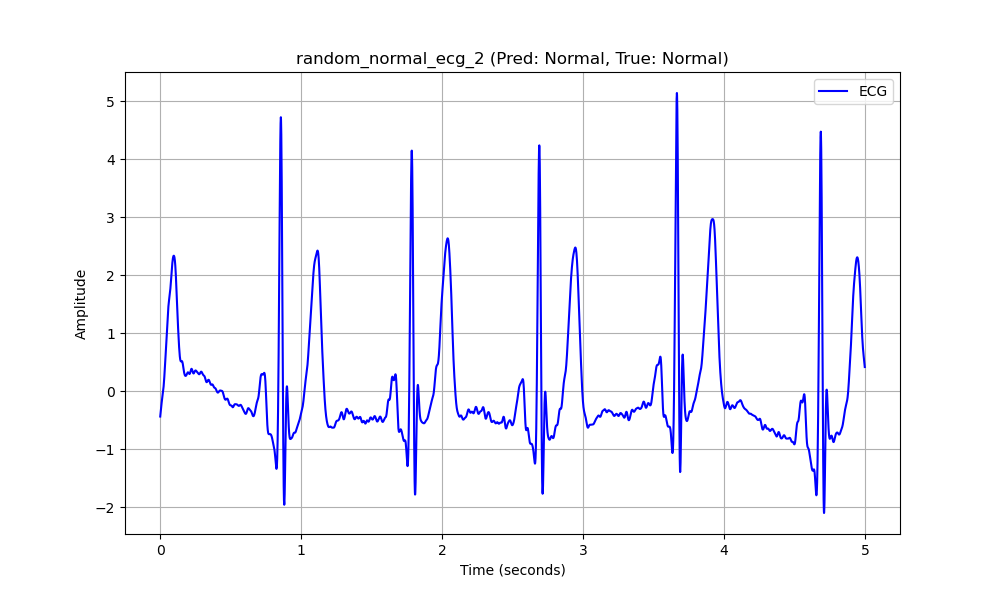 random_normal_ecg_2 (Pred: Normal, True: Normal)
ECG
5
4
3
2
1
0
−1
−2
Amplitude
0 1 2 3 4 5
Time (seconds)